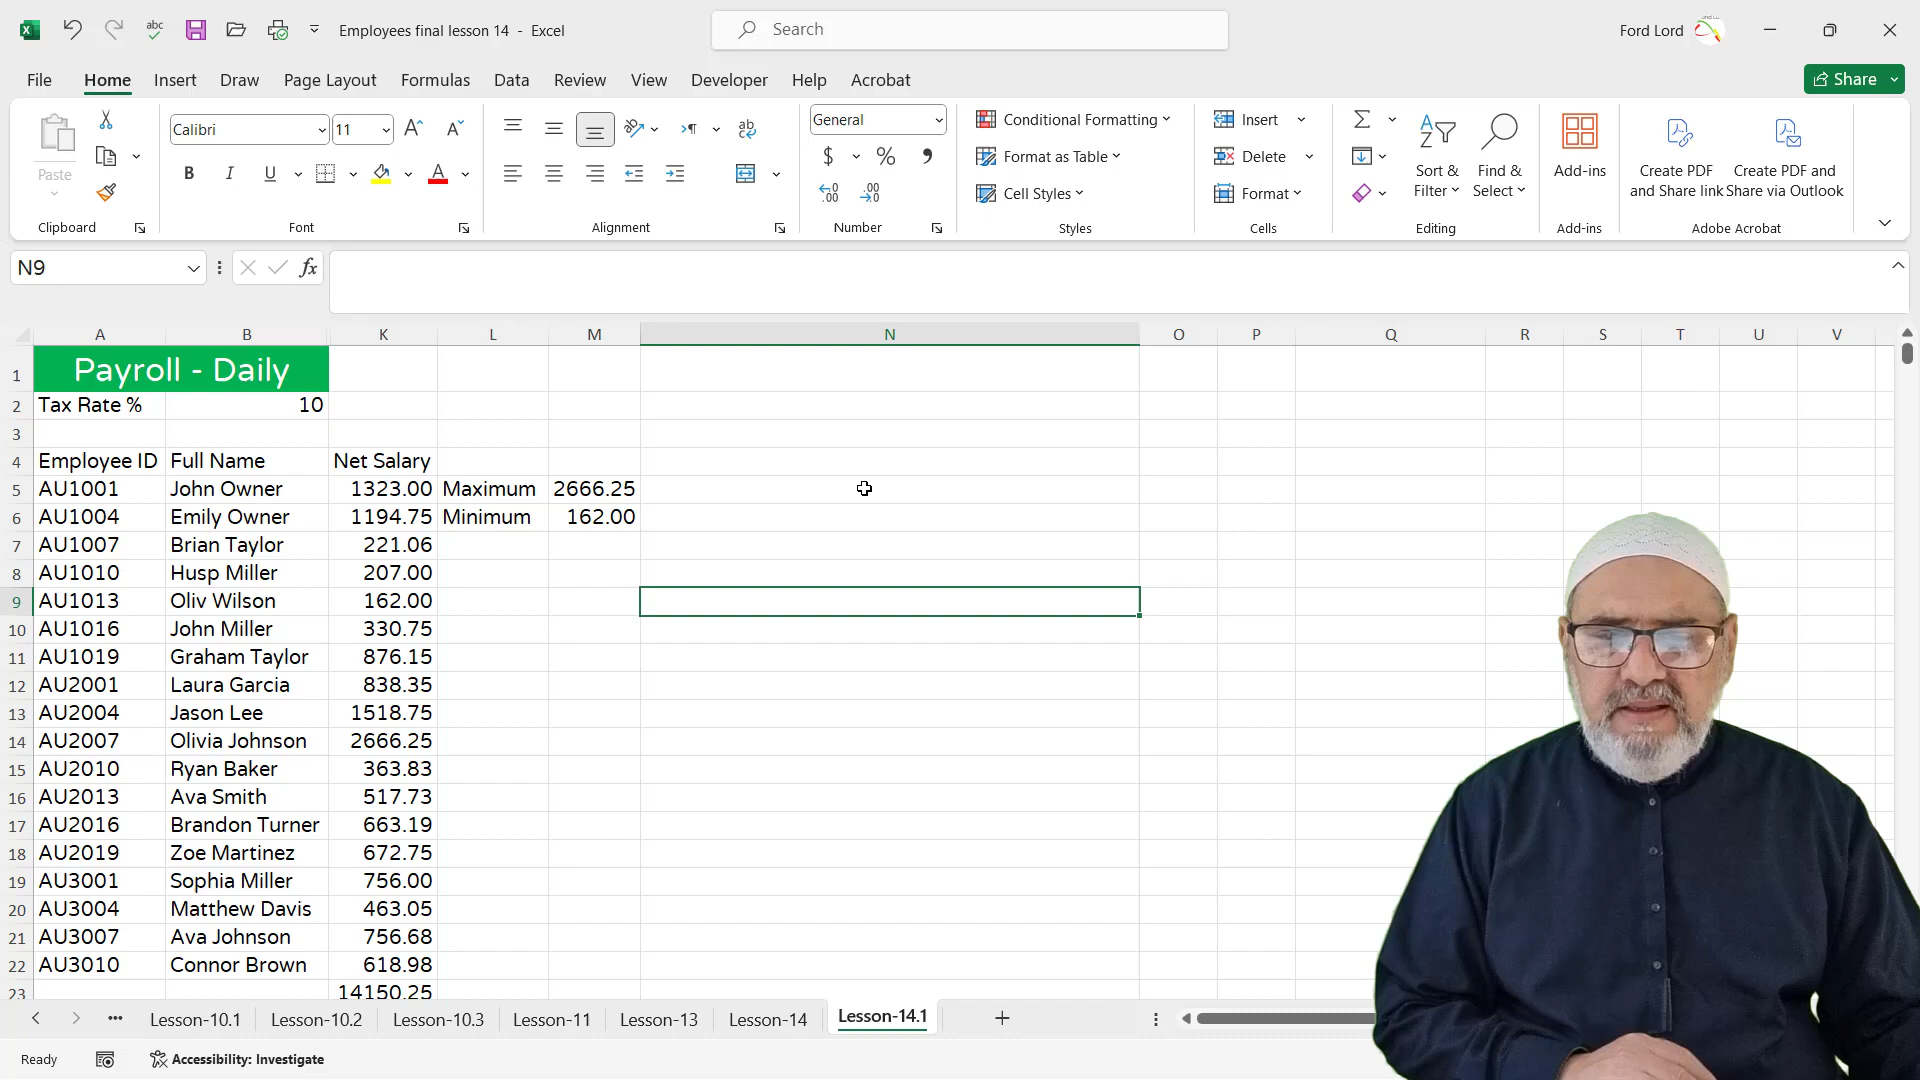 abc
Employees final lesson 14 - Excel
Search
Ford Lord
File Home Insert Draw Page Layout Formulas Data Review View Developer Help Acrobat
Share
Paste
Clipboard
Calibri
11
A A
B I U A
Font
ab
c
Alignment
General
$ % ,
.00
.00
Number
Conditional Formatting
Format as Table
Cell Styles
Styles
Insert
Delete
Format
Cells
Sort &
Filter
Find &
Select
Editing
Add-ins
Add-ins
Create PDF
and Share link
Create PDF and
Share via Outlook
Adobe Acrobat
N9
fx
A B K L M N O P Q R S T U V
1 Payroll - Daily
2 Tax Rate % 10
3
4 Employee ID Full Name Net Salary
5 AU1001 John Owner 1323.00 Maximum 2666.25
6 AU1004 Emily Owner 1194.75 Minimum 162.00
7 AU1007 Brian Taylor 221.06
8 AU1010 Husp Miller 207.00
9 AU1013 Oliv Wilson 162.00
10 AU1016 John Miller 330.75
11 AU1019 Graham Taylor 876.15
12 AU2001 Laura Garcia 838.35
13 AU2004 Jason Lee 1518.75
14 AU2007 Olivia Johnson 2666.25
15 AU2010 Ryan Baker 363.83
16 AU2013 Ava Smith 517.73
17 AU2016 Brandon Turner 663.19
18 AU2019 Zoe Martinez 672.75
19 AU3001 Sophia Miller 756.00
20 AU3004 Matthew Davis 463.05
21 AU3007 Ava Johnson 756.68
22 AU3010 Connor Brown 618.98
23 14150.25
Lesson-10.1 Lesson-10.2 Lesson-10.3 Lesson-11 Lesson-13 Lesson-14 Lesson-14.1
Ready
Accessibility: Investigate